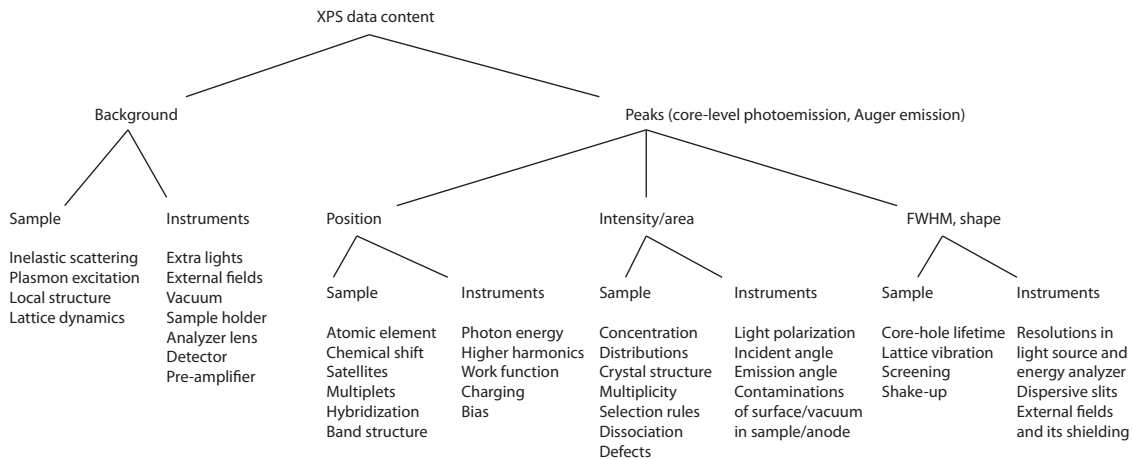 XPS data content
Background
Peaks (core-level photoemission, Auger emission)
Sample
Inelastic scattering
Plasmon excitation
Local structure
Lattice dynamics
Instruments
Extra lights
External fields
Vacuum
Sample holder
Analyzer lens
Detector
Pre-amplifier
Position
Sample
Atomic element
Chemical shift
Satellites
Multiplets
Hybridization
Band structure
Instruments
Photon energy
Higher harmonics
Work function
Charging
Bias
Intensity/area
Sample
Concentration
Distributions
Crystal structure
Multiplicity
Selection rules
Dissociation
Defects
Instruments
Light polarization
Incident angle
Emission angle
Contaminations
of surface/vacuum
in sample/anode
FWHM, shape
Sample
Core-hole lifetime
Lattice vibration
Screening
Shake-up
Instruments
Resolutions in
light source and
energy analyzer
Dispersive slits
External fields
and its shielding